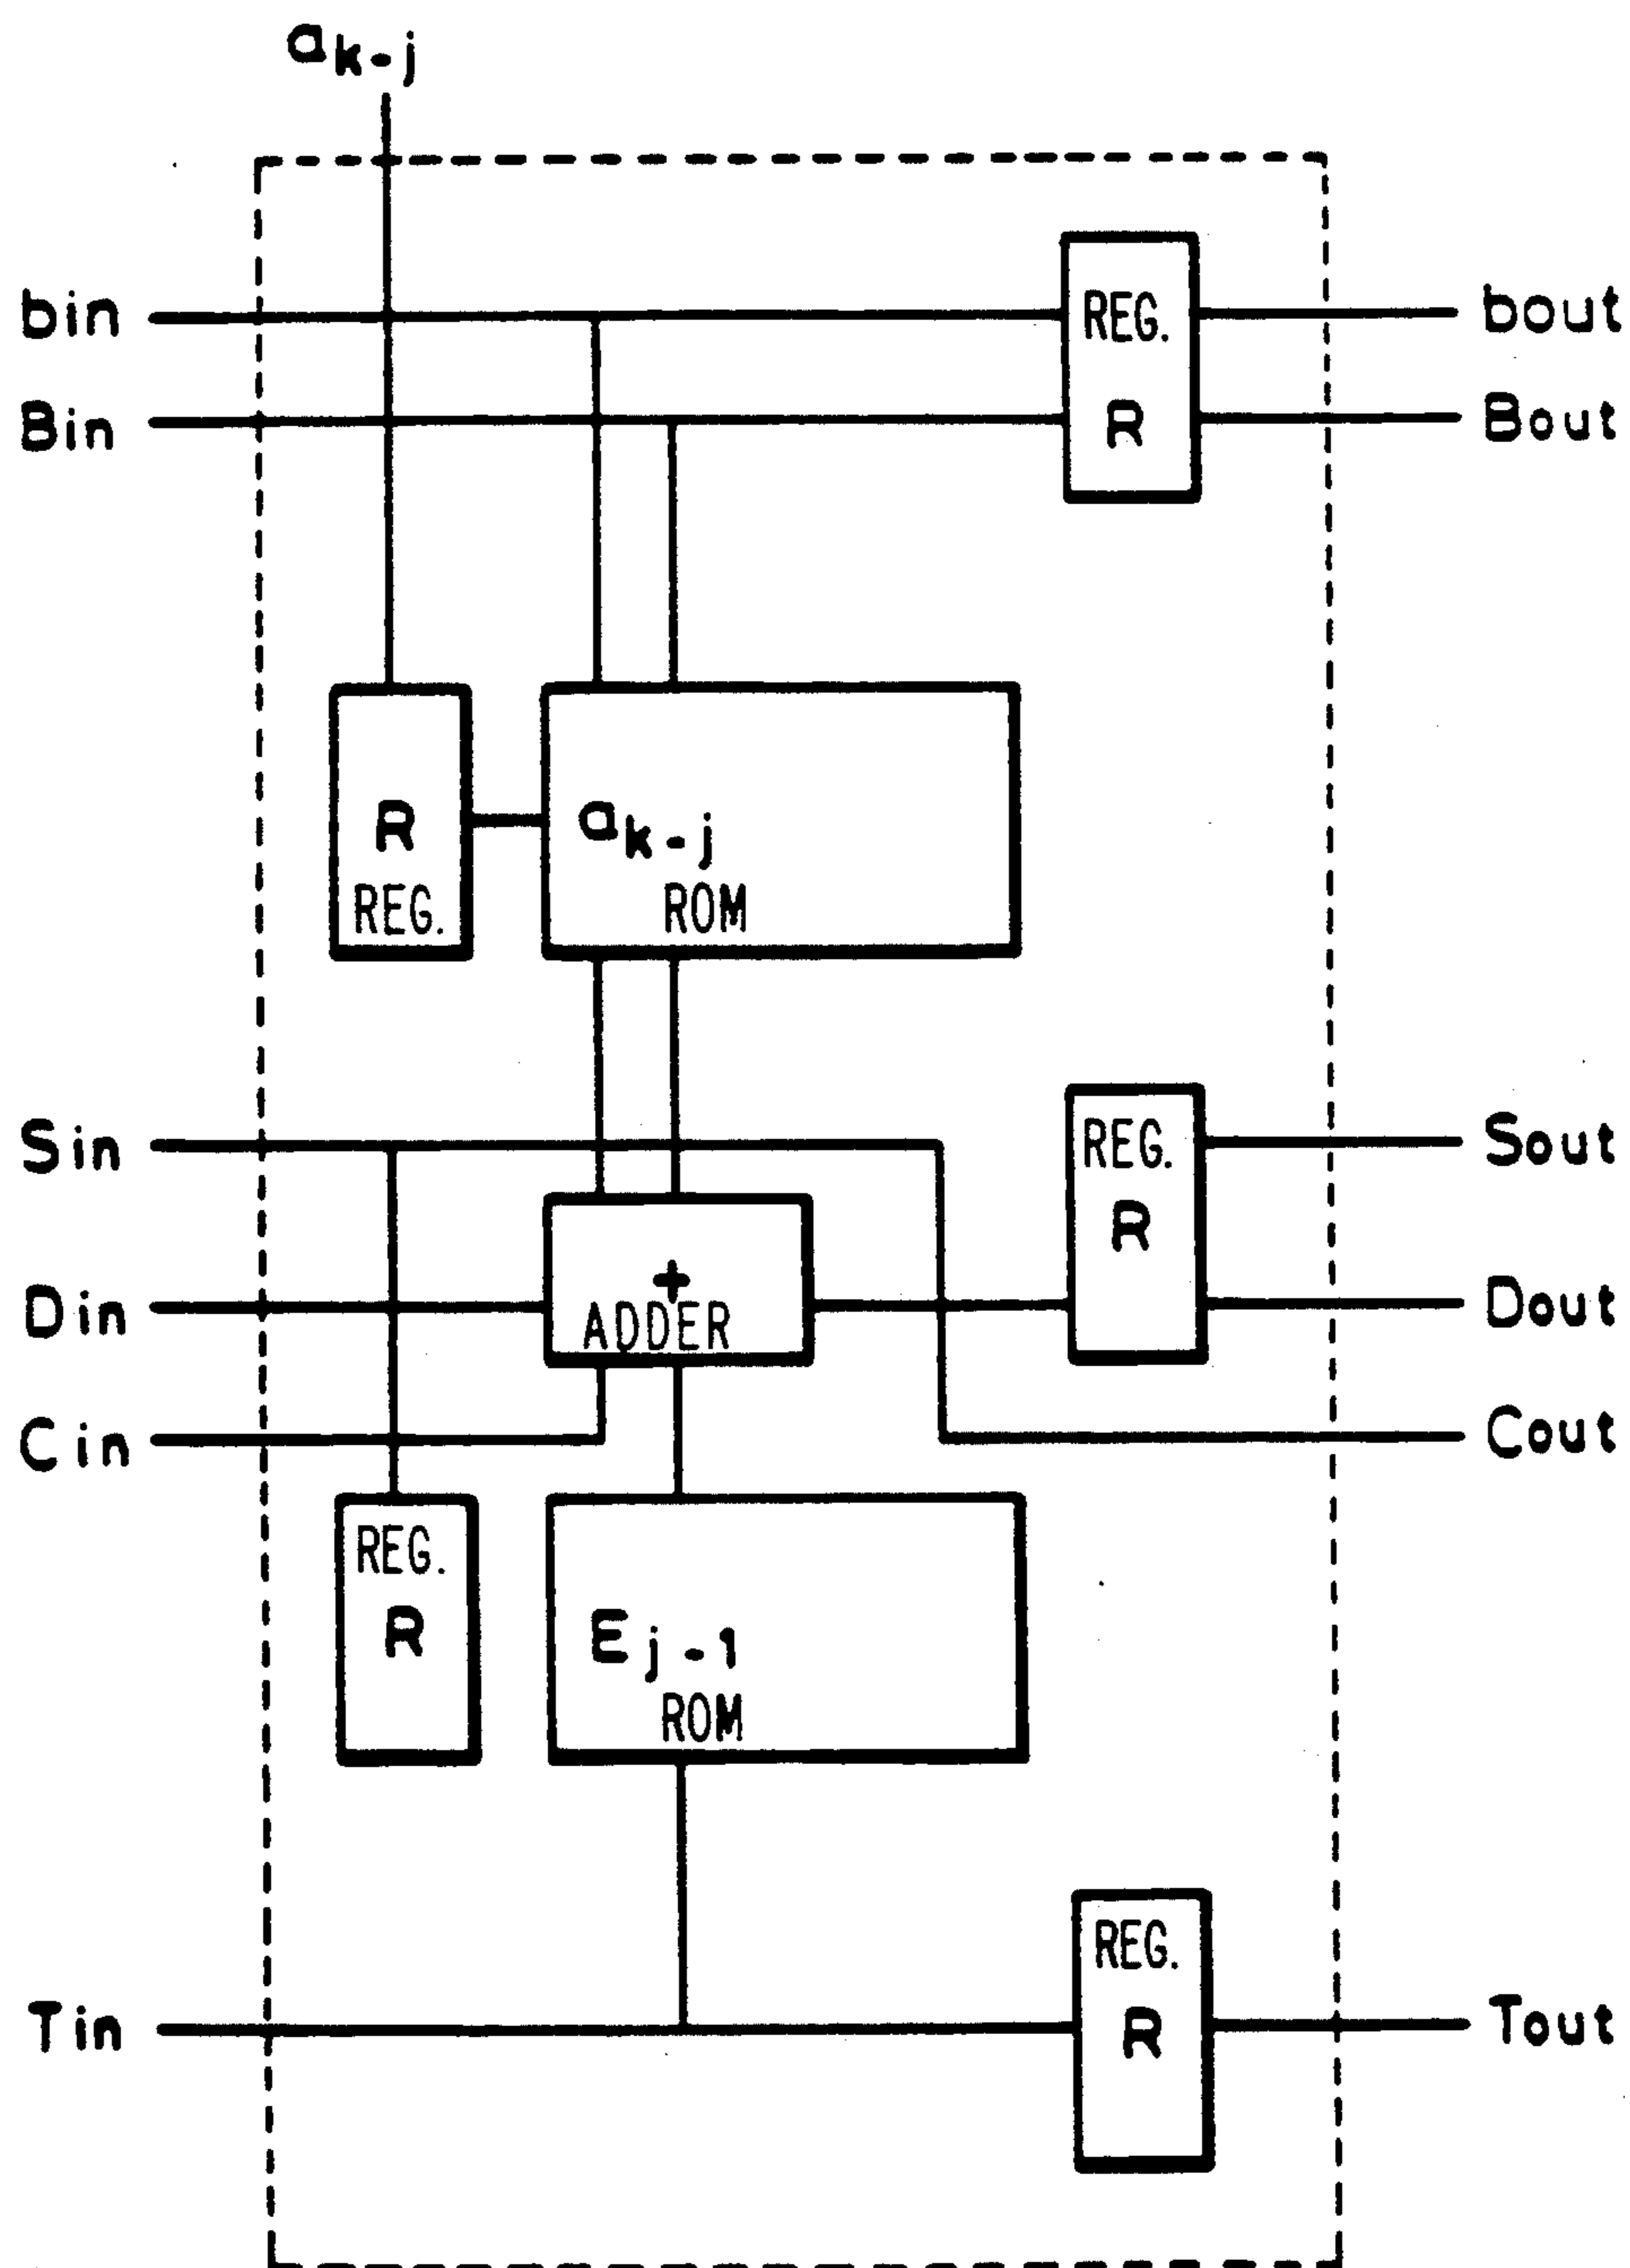 ak-j
bin
REG.
R
bout
Bin
Bout
R
REG.
ak-j
ROM
Sin
REG.
R
Sout
Din
+
ADDER
Dout
Cin
Cout
REG.
R
Ej-1
ROM
REG.
R
Tin
Tout